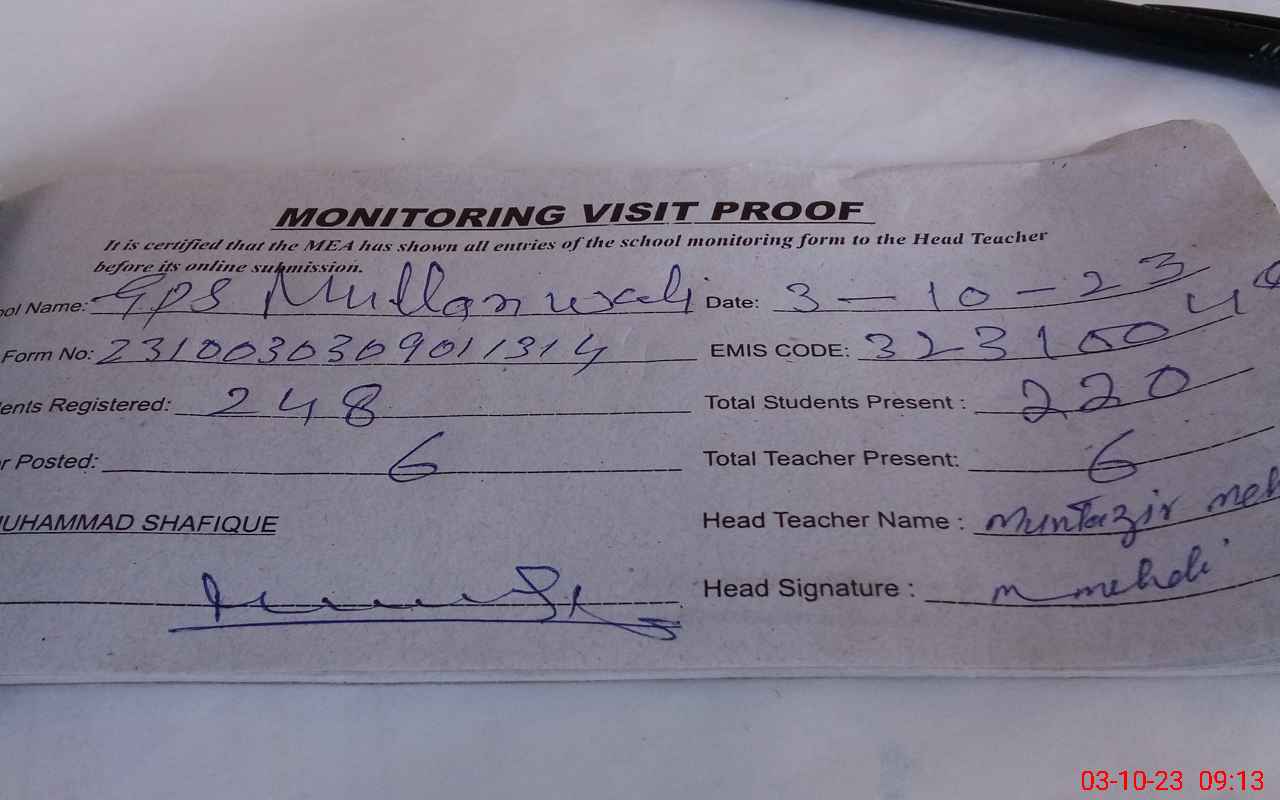 MONITORING VISIT PROOF
It is certified that the MEA has shown all entries of the school monitoring form to the Head Teacher
before its online submission.
ool Name: GPS Mullanwali Date: 3-10-23
Form No: 2310030309011314 EMIS CODE: 3231004
ents Registered: 248 Total Students Present : 220
r Posted: 6 Total Teacher Present: 6
UHAMMAD SHAFIQUE Head Teacher Name : Muntazir Meh
Head Signature : M mehdi
03-10-23 09:13